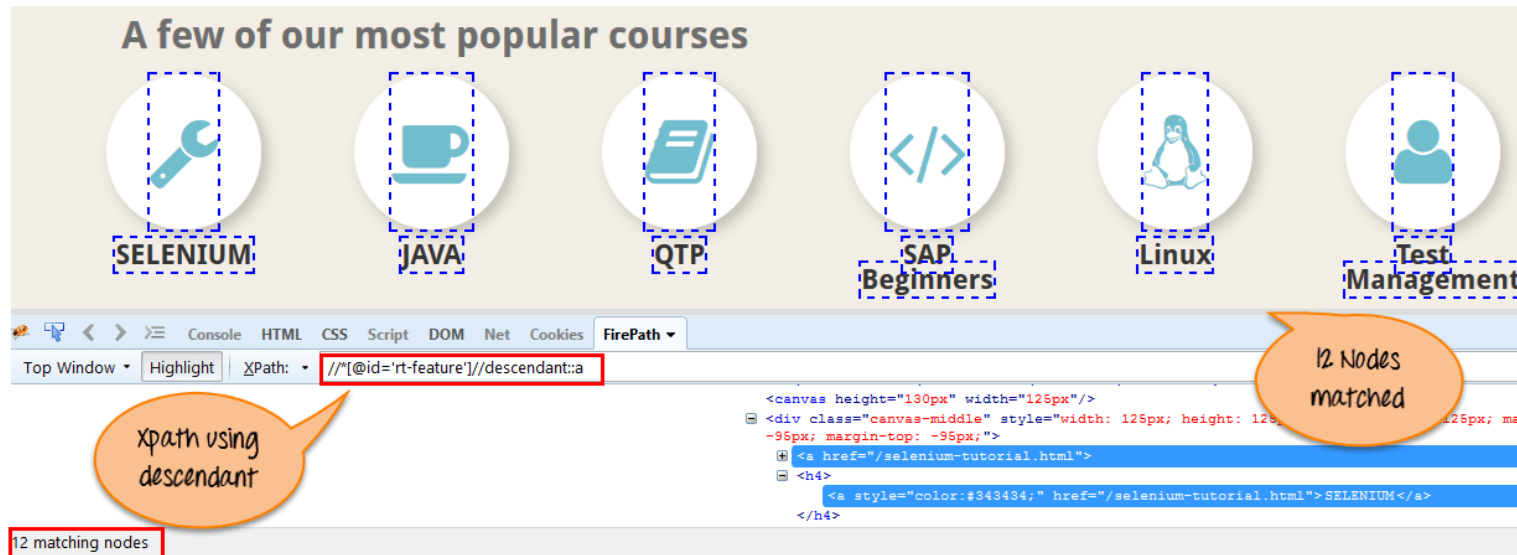 A few of our most popular courses
SELENIUM
JAVA
QTP
SAP
Beginners
Linux
Test
Management
Console HTML CSS Script DOM Net Cookies FirePath
Top Window Highlight XPath: //*[@id='rt-feature']//descendant::a
12 Nodes
matched
Xpath using
descendant
<canvas height="130px" width="125px"/>
<div class="canvas-middle" style="width: 125px; height: 125px; ma
-95px; margin-top: -95px;">
<a href="/selenium-tutorial.html">
<h4>
<a style="color:#343434;" href="/selenium-tutorial.html">SELENIUM</a>
</h4>
12 matching nodes